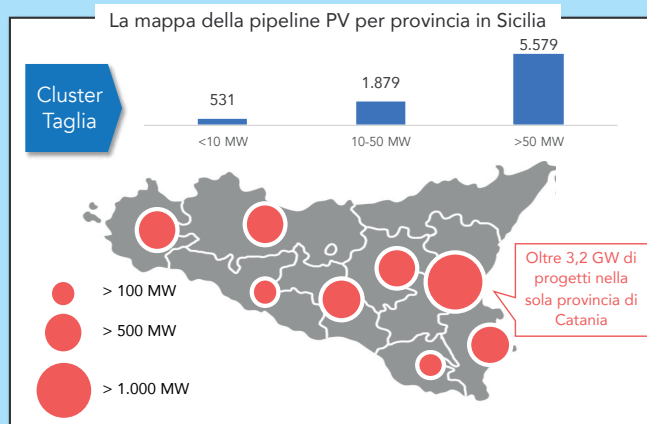 La mappa della pipeline PV per provincia in Sicilia
Cluster
Taglia
531
1.879
5.579
<10 MW
10-50 MW
>50 MW
Oltre 3,2 GW di
progetti nella
sola provincia di
Catania
> 100 MW
> 500 MW
> 1.000 MW